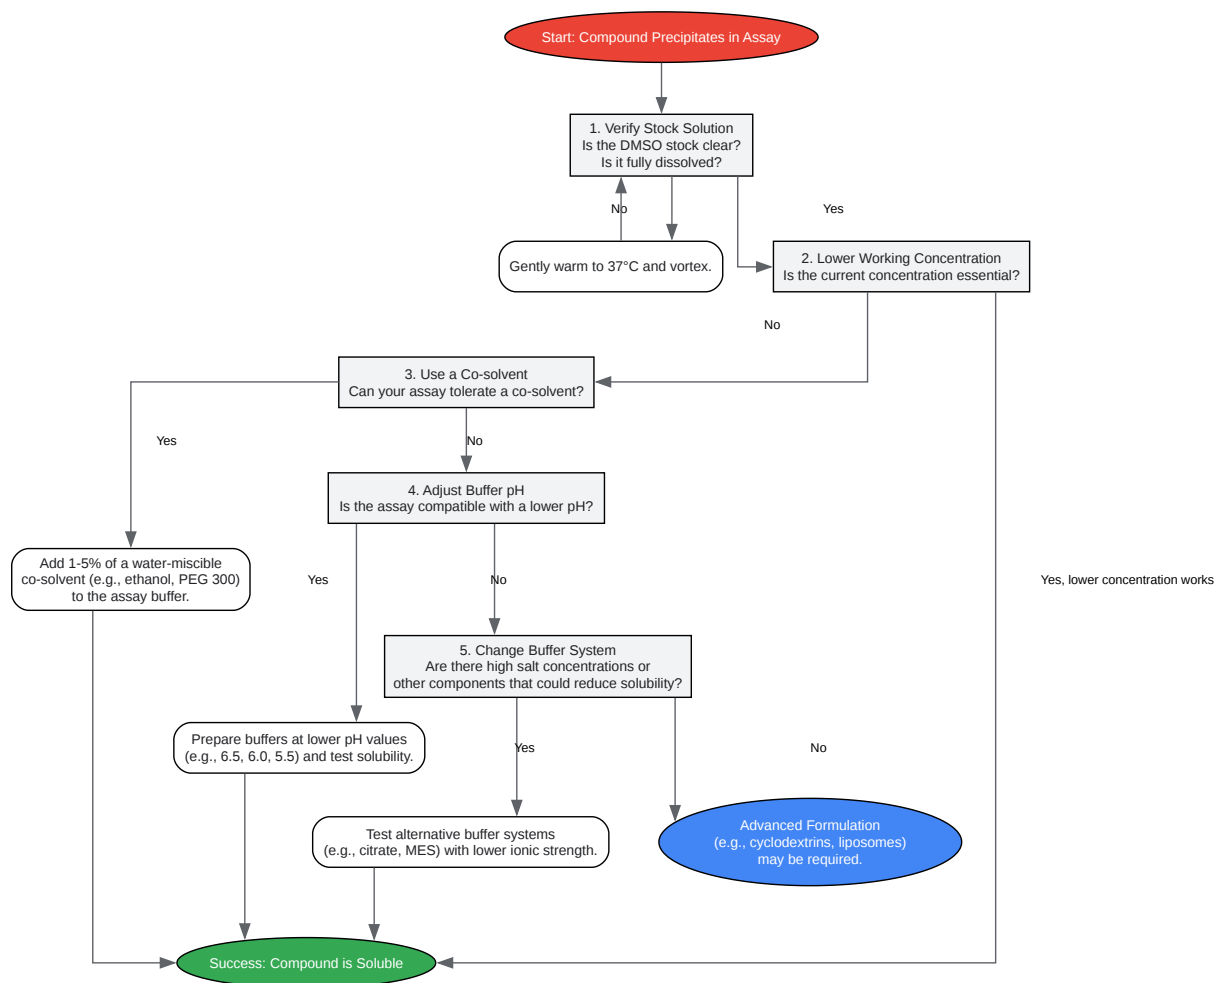 Start: Compound Precipitates in Assay
1. Verify Stock Solution
Is the DMSO stock clear?
Is it fully dissolved?
No
Yes
Gently warm to 37°C and vortex.
2. Lower Working Concentration
Is the current concentration essential?
No
3. Use a Co-solvent
Can your assay tolerate a co-solvent?
Yes
No
4. Adjust Buffer pH
Is the assay compatible with a lower pH?
Add 1-5% of a water-miscible
co-solvent (e.g., ethanol, PEG 300)
to the assay buffer.
Yes
No
Yes, lower concentration works
5. Change Buffer System
Are there high salt concentrations or
other components that could reduce solubility?
Prepare buffers at lower pH values
(e.g., 6.5, 6.0, 5.5) and test solubility.
Yes
No
Test alternative buffer systems
(e.g., citrate, MES) with lower ionic strength.
Advanced Formulation
(e.g., cyclodextrins, liposomes)
may be required.
Success: Compound is Soluble